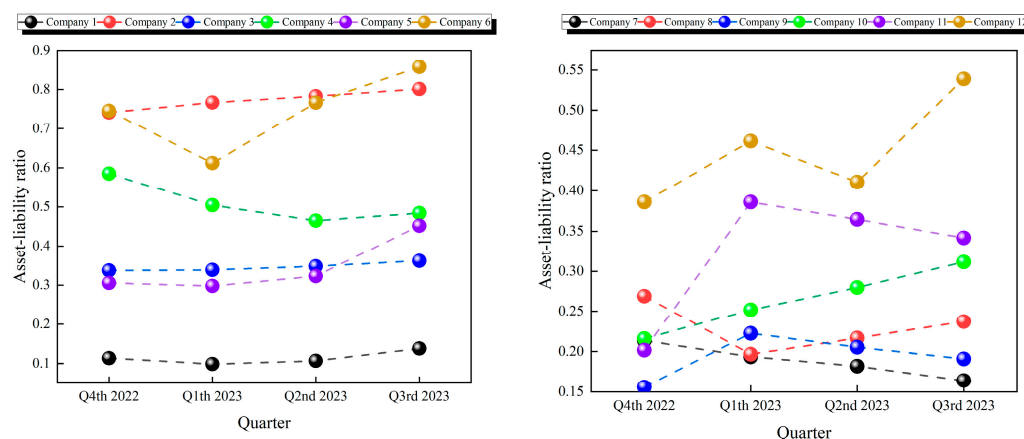 Company 1 Company 2 Company 3 Company 4 Company 5 Company 6
0.9
0.8
0.7
0.6
0.5
0.4
0.3
0.2
0.1
Asset-liability ratio
Q4th 2022 Q1th 2023 Q2nd 2023 Q3rd 2023
Quarter
Company 7 Company 8 Company 9 Company 10 Company 11 Company 12
0.55
0.50
0.45
0.40
0.35
0.30
0.25
0.20
0.15
Asset-liability ratio
Q4th 2022 Q1th 2023 Q2nd 2023 Q3rd 2023
Quarter